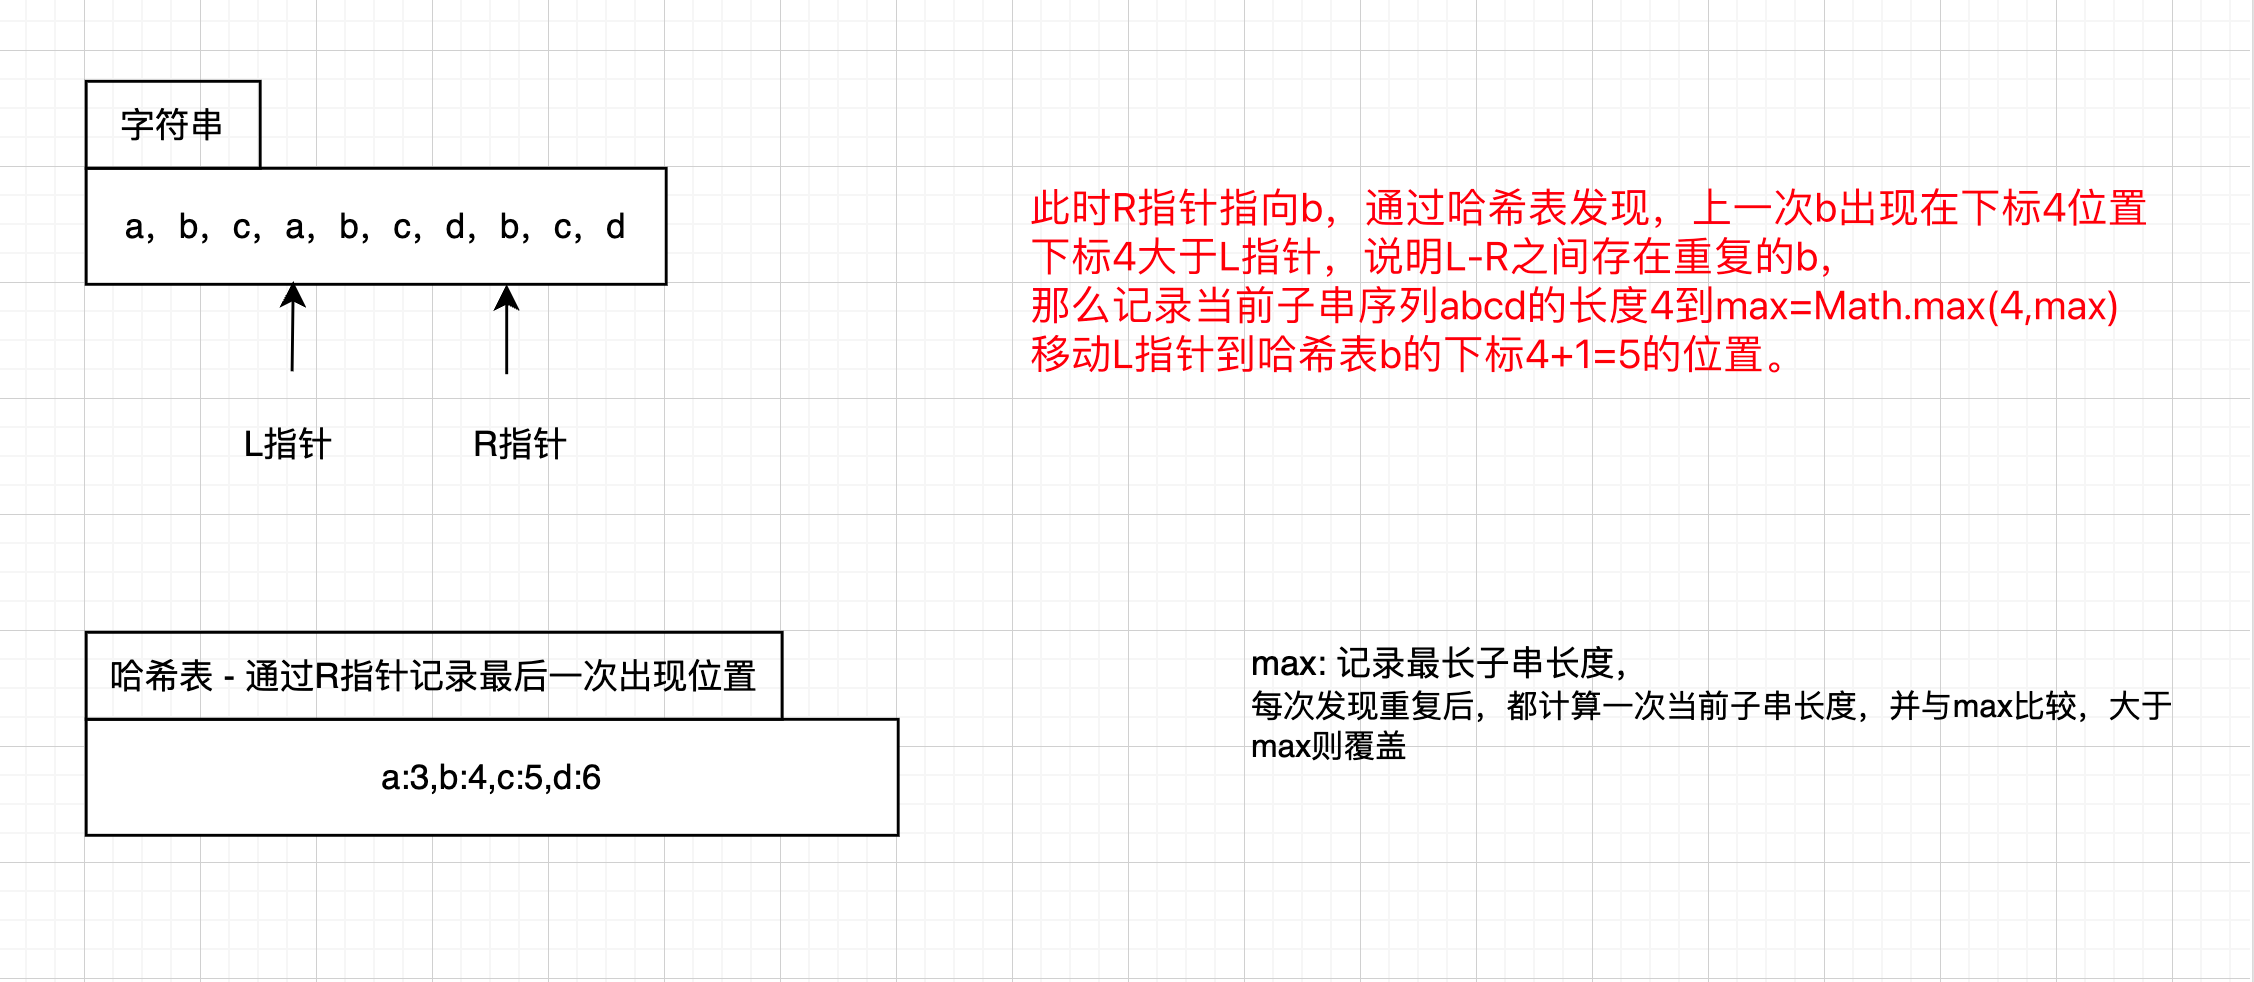 字符串
a，b，c，a，b，c，d，b，c，d
L指针
R指针
此时R指针指向b，通过哈希表发现，上一次b出现在下标4位置
下标4大于L指针，说明L-R之间存在重复的b，
那么记录当前子串序列abcd的长度4到max=Math.max(4,max)
移动L指针到哈希表b的下标4+1=5的位置。
哈希表 - 通过R指针记录最后一次出现位置
a:3,b:4,c:5,d:6
max: 记录最长子串长度，
每次发现重复后，都计算一次当前子串长度，并与max比较，大于
max则覆盖